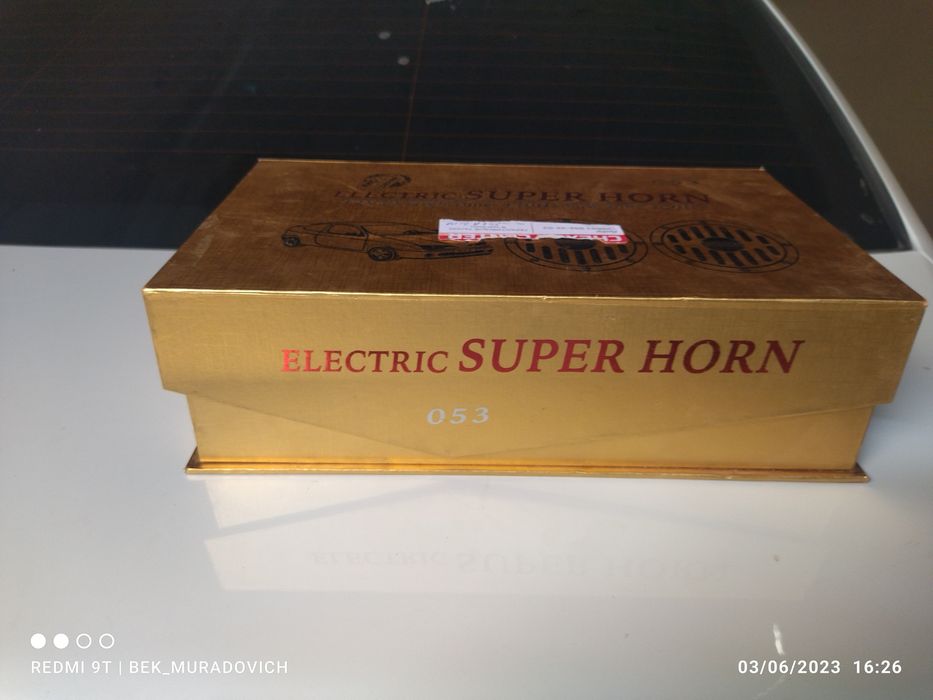 ELECTRIC SUPER HORN
ELECTRIC SUPER HORN
053
REDMI 9T | BEK_MURADOVICH
03/06/2023 16:26